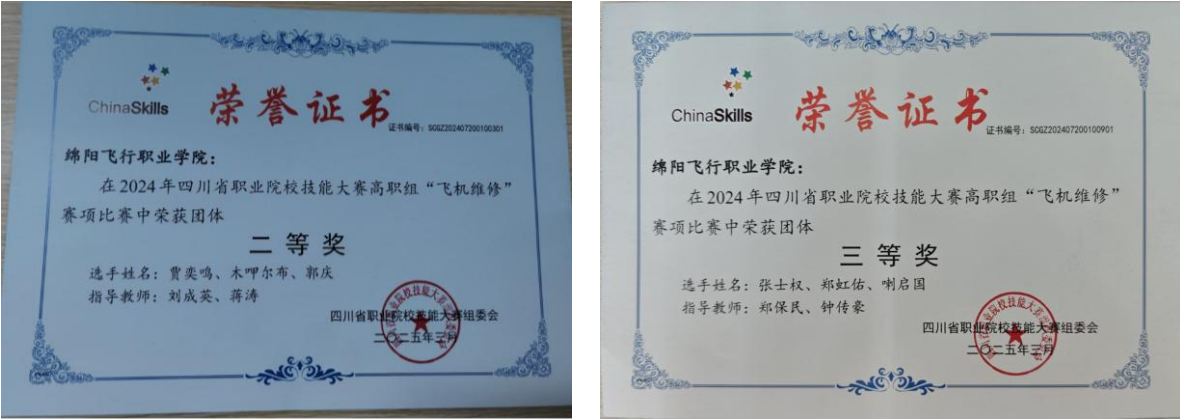 ChinaSkills
荣誉证书
证书编号：SCGZ202407200100301
绵阳飞行职业学院：
在2024年四川省职业院校技能大赛高职组“飞机维修”
赛项比赛中荣获团体
二等奖
选手姓名：贾奕鸣、木呷尔布、郭庆
指导教师：刘成英、蒋涛
四川省职业院校技能大赛组委会
二〇二五年三月
ChinaSkills
荣誉证书
证书编号：SCGZ202407200100901
绵阳飞行职业学院：
在2024年四川省职业院校技能大赛高职组“飞机维修”
赛项比赛中荣获团体
三等奖
选手姓名：张士权、郑虹佑、喇启国
指导教师：郑保民、钟传豪
四川省职业院校技能大赛组委会
二〇二五年三月